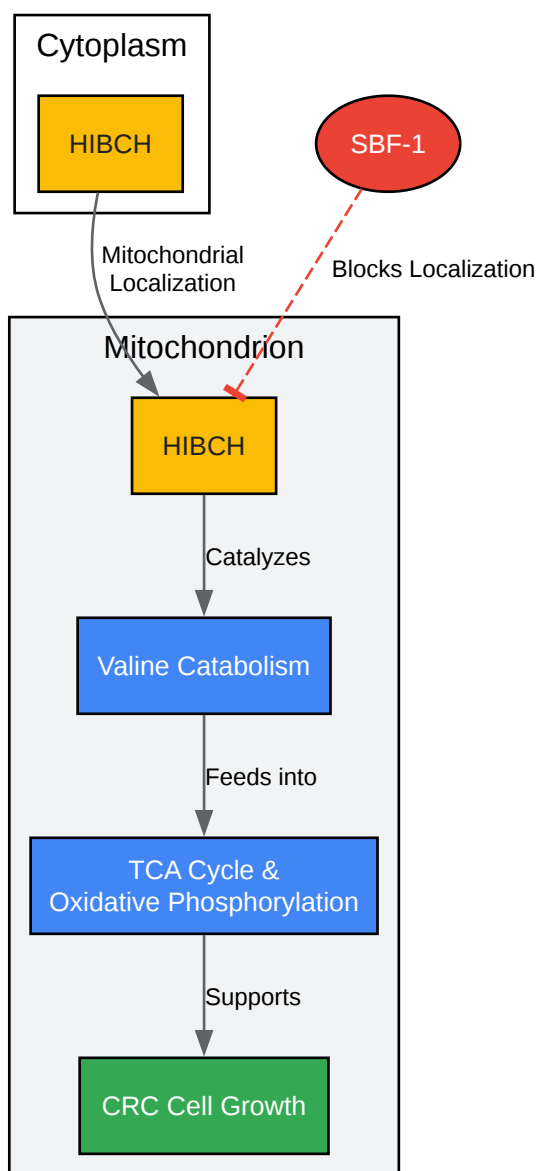 Cytoplasm
HIBCH
SBF-1
Mitochondrial
Localization
Blocks Localization
Mitochondrion
HIBCH
Catalyzes
Valine Catabolism
Feeds into
TCA Cycle &
Oxidative Phosphorylation
Supports
CRC Cell Growth